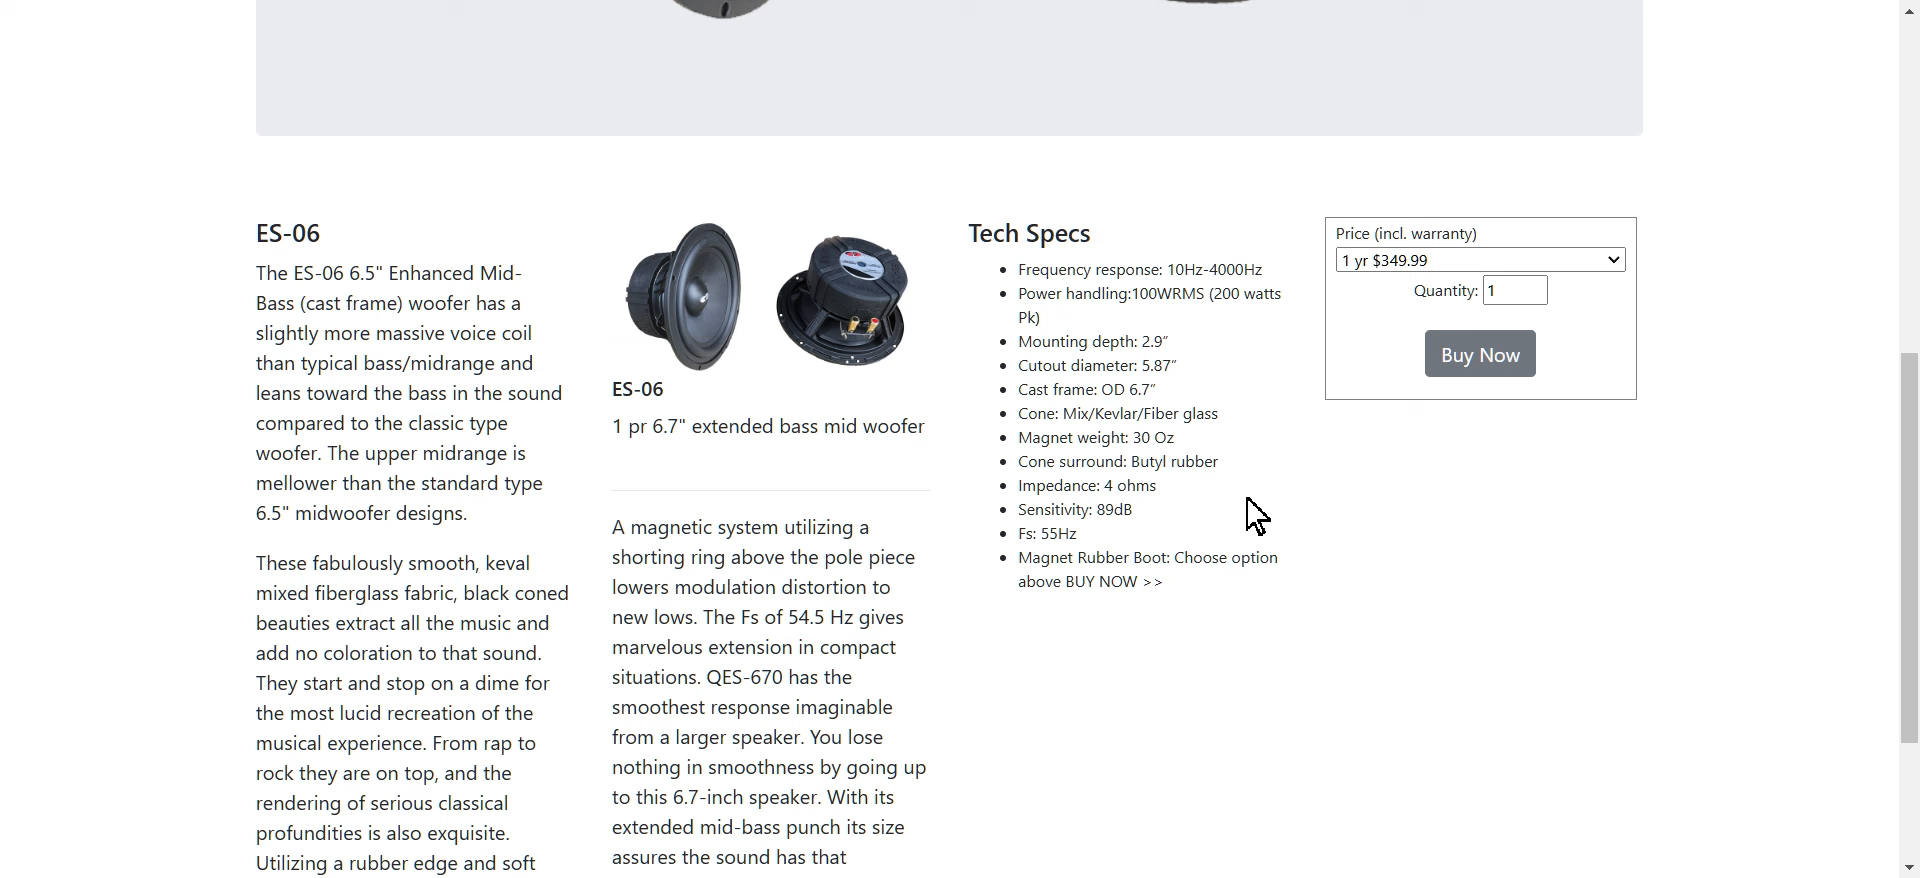 ES-06
The ES-06 6.5" Enhanced Mid-
Bass (cast frame) woofer has a
slightly more massive voice coil
than typical bass/midrange and
leans toward the bass in the sound
compared to the classic type
woofer. The upper midrange is
mellower than the standard type
6.5" midwoofer designs.
These fabulously smooth, keval
mixed fiberglass fabric, black coned
beauties extract all the music and
add no coloration to that sound.
They start and stop on a dime for
the most lucid recreation of the
musical experience. From rap to
rock they are on top, and the
rendering of serious classical
profundities is also exquisite.
Utilizing a rubber edge and soft
ES-06
1 pr 6.7" extended bass mid woofer
A magnetic system utilizing a
shorting ring above the pole piece
lowers modulation distortion to
new lows. The Fs of 54.5 Hz gives
marvelous extension in compact
situations. QES-670 has the
smoothest response imaginable
from a larger speaker. You lose
nothing in smoothness by going up
to this 6.7-inch speaker. With its
extended mid-bass punch its size
assures the sound has that
Tech Specs
Frequency response: 10Hz-4000Hz
Power handling:100WRMS (200 watts
Pk)
Mounting depth: 2.9”
Cutout diameter: 5.87”
Cast frame: OD 6.7”
Cone: Mix/Kevlar/Fiber glass
Magnet weight: 30 Oz
Cone surround: Butyl rubber
Impedance: 4 ohms
Sensitivity: 89dB
Fs: 55Hz
Magnet Rubber Boot: Choose option
above BUY NOW >>
Price (incl. warranty)
1 yr $349.99
Quantity: 1
Buy Now